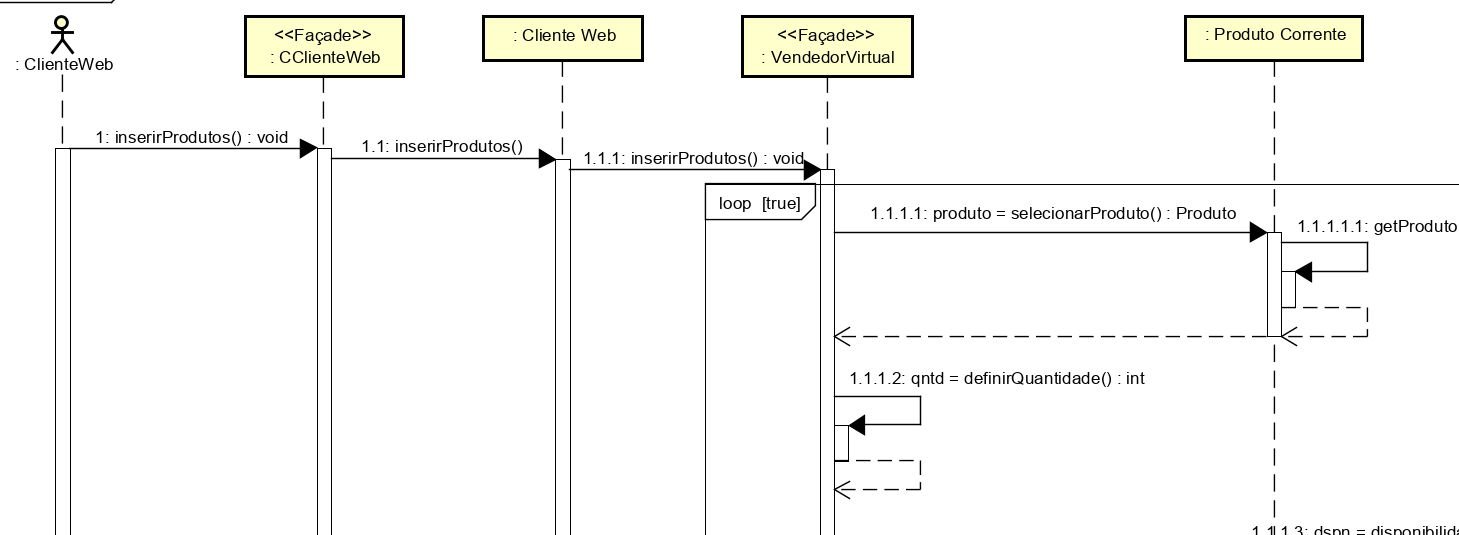 : ClienteWeb
<<Façade>>
: CClienteWeb
: Cliente Web
<<Façade>>
: VendedorVirtual
: Produto Corrente
1: inserirProdutos() : void
1.1: inserirProdutos()
1.1.1: inserirProdutos() : void
loop [true]
1.1.1.1: produto = selecionarProduto() : Produto
1.1.1.1.1: getProduto
1.1.1.2: qntd = definirQuantidade() : int
1.1.1.3: dspn = disponibilida